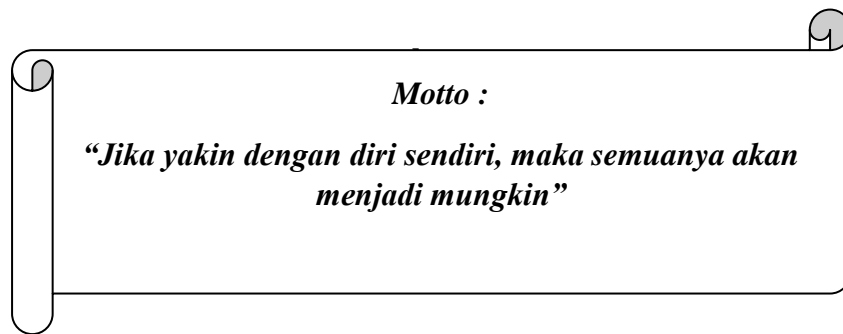 Motto :
“Jika yakin dengan diri sendiri, maka semuanya akan
menjadi mungkin”